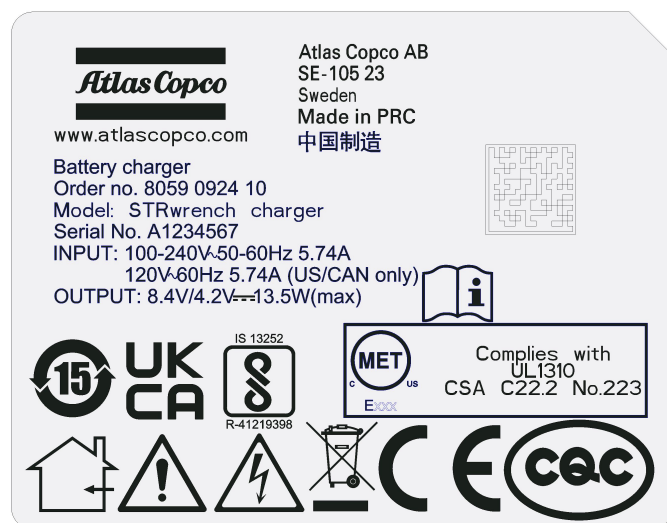 Atlas Copco
www.atlascopco.com
Atlas Copco AB
SE-105 23
Sweden
Made in PRC
中国制造
Battery charger
Order no. 8059 0924 10
Model: STRwrench charger
Serial No. A1234567
INPUT: 100-240V~50-60Hz 5.74A
120V~60Hz 5.74A (US/CAN only)
OUTPUT: 8.4V/4.2V⎓13.5W(max)
i
15
UK
CA
IS 13252
R-41219398
MET
C US
Exxx
Complies with
UL1310
CSA C22.2 No.223
CE
CQC